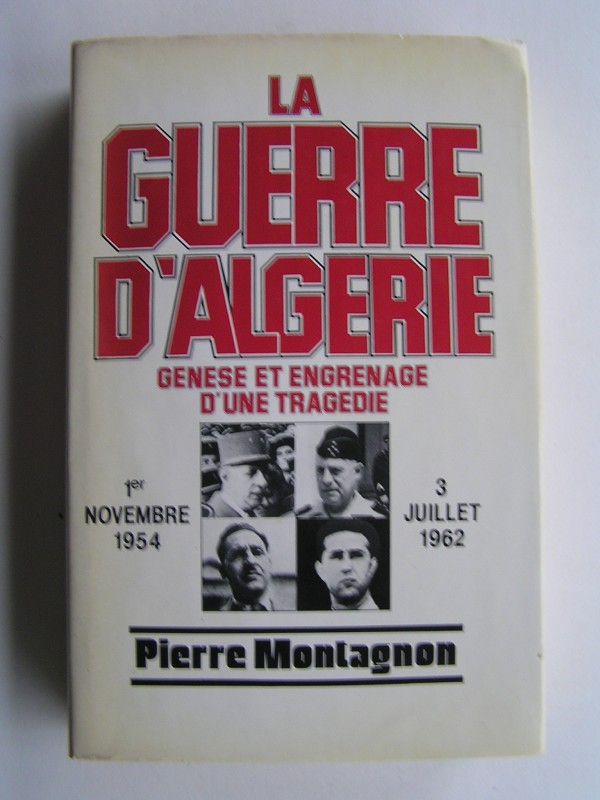 LA
GUERRE
D'ALGERIE
GENESE ET ENGRENAGE
D'UNE TRAGEDIE
1er
NOVEMBRE
1954
3
JUILLET
1962
Pierre Montagnon